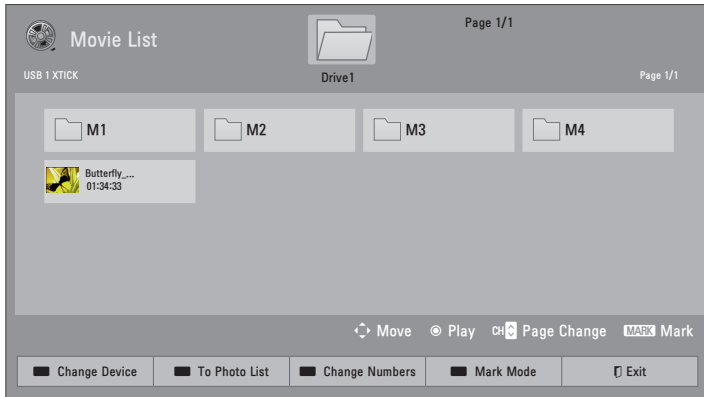 Movie List
Page 1/1
USB 1 XTICK
Drive1
Page 1/1
M1
M2
M3
M4
Butterfly_...
01:34:33
Move
Play
CH Page Change
MARK Mark
Change Device
To Photo List
Change Numbers
Mark Mode
Exit